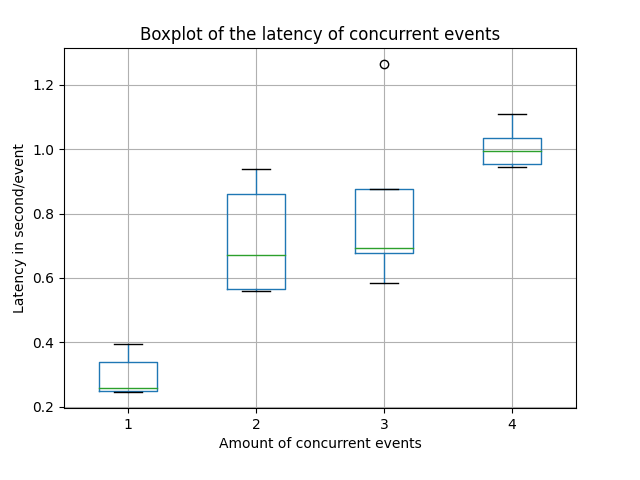 Boxplot of the latency of concurrent events
Latency in second/event
1.2
1.0
0.8
0.6
0.4
0.2
1 2 3 4
Amount of concurrent events